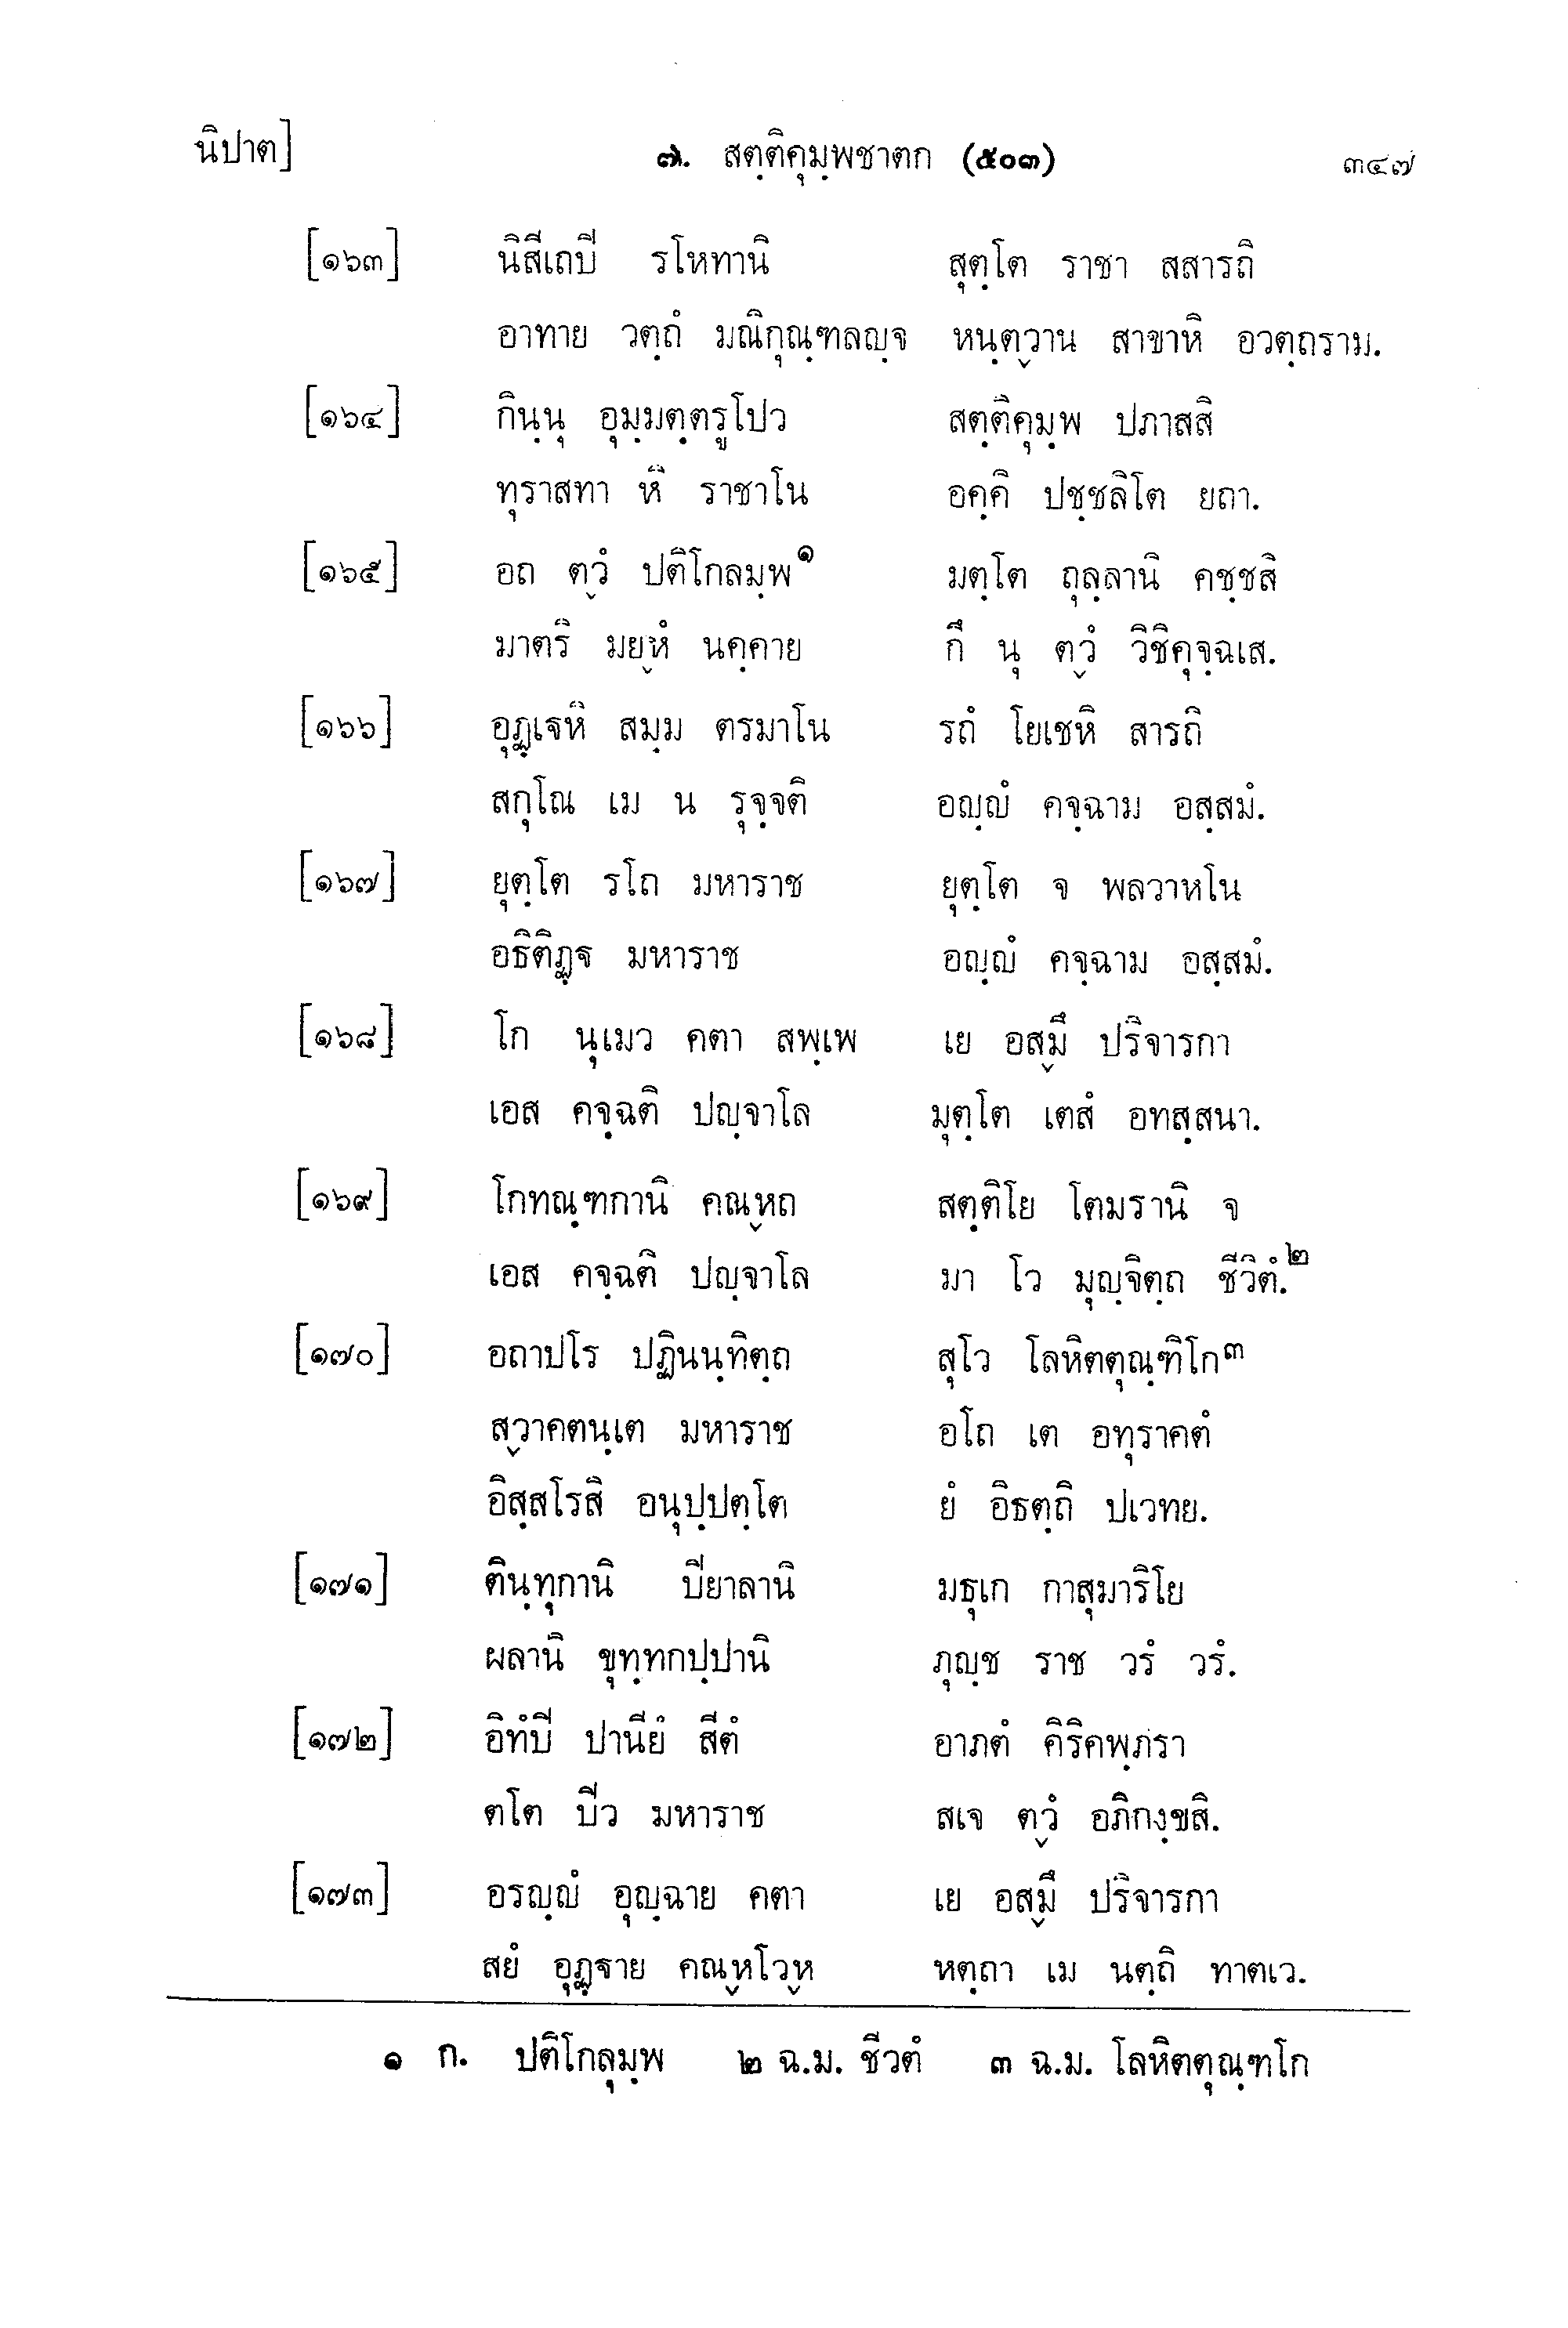 นิปาต] ๗. สตฺติคุมฺพชาตก (๕๐๓) ๓๔๗
[๑๖๓] นิสีเถปิ รโหทานิ สุตฺโต ราชา สสารถิ
อาทาย วตฺถํ มณิกุณฺฑลญฺจ หนฺตฺวาน สาขาหิ อวตฺถราม.
[๑๖๔] กินฺนุ อุมฺมตฺตรูโปว สตฺติคุมฺพ ปภาสสิ
ทุราสทา หิ ราชาโน อคฺคิ ปชฺชลิโต ยถา.
[๑๖๕] อถ ตฺวํ ปติโกลมฺพ๑ มตฺโต ถุลฺลานิ คชฺชสิ
มาตริ มยฺหํ นคฺคาย กึ นุ ตฺวํ วิชิคุจฺฉเส.
[๑๖๖] อุฏฺเฐหิ สมฺม ตรมาโน รถํ โยเชหิ สารถิ
สกุโณ เม น รุจฺจติ อญฺญํ คจฺฉาม อสฺสมํ.
[๑๖๗] ยุตฺโต รโถ มหาราช ยุตฺโต จ พลวาหโน
อธิติฏฺฐ มหาราช อญฺญํ คจฺฉาม อสฺสมํ.
[๑๖๘] โก นุเมว คตา สพฺเพ เย อสฺมึ ปริจารกา
เอส คจฺฉติ ปญฺจาโล มุตฺโต เตสํ อทสฺสนา.
[๑๖๙] โกทณฺฑกานิ คณฺหถ สตฺติโย โตมรานิ จ
เอส คจฺฉติ ปญฺจาโล มา โว มุญฺจิตฺถ ชีวิตํ.๒
[๑๗๐] อถาปโร ปฏินนฺทิตฺถ สุโว โลหิตตุณฺฑิโก๓
สฺวาคตนฺเต มหาราช อโถ เต อทุราคตํ
อิสฺสโรสิ อนุปฺปตฺโต ยํ อิธตฺถิ ปเวทย.
[๑๗๑] ตินฺทุกานิ ปิยาลานิ มธุเก กาสุมาริโย
ผลานิ ขุทฺทกปฺปานิ ภุญฺช ราช วรํ วรํ.
[๑๗๒] อิทํปิ ปานียํ สีตํ อาภตํ คิริคพฺภรา
ตโต ปิว มหาราช สเจ ตฺวํ อภิกงฺขสิ.
[๑๗๓] อรญฺญํ อุญฺฉาย คตา เย อสฺมึ ปริจารกา
สยํ อุฏฺฐาย คณฺหโวฺห หตฺถา เม นตฺถิ ทาตเว.
๑ ก. ปติโกลุมฺพ ๒ ฉ.ม. ชีวตํ ๓ ฉ.ม. โลหิตตุณฺฑโก